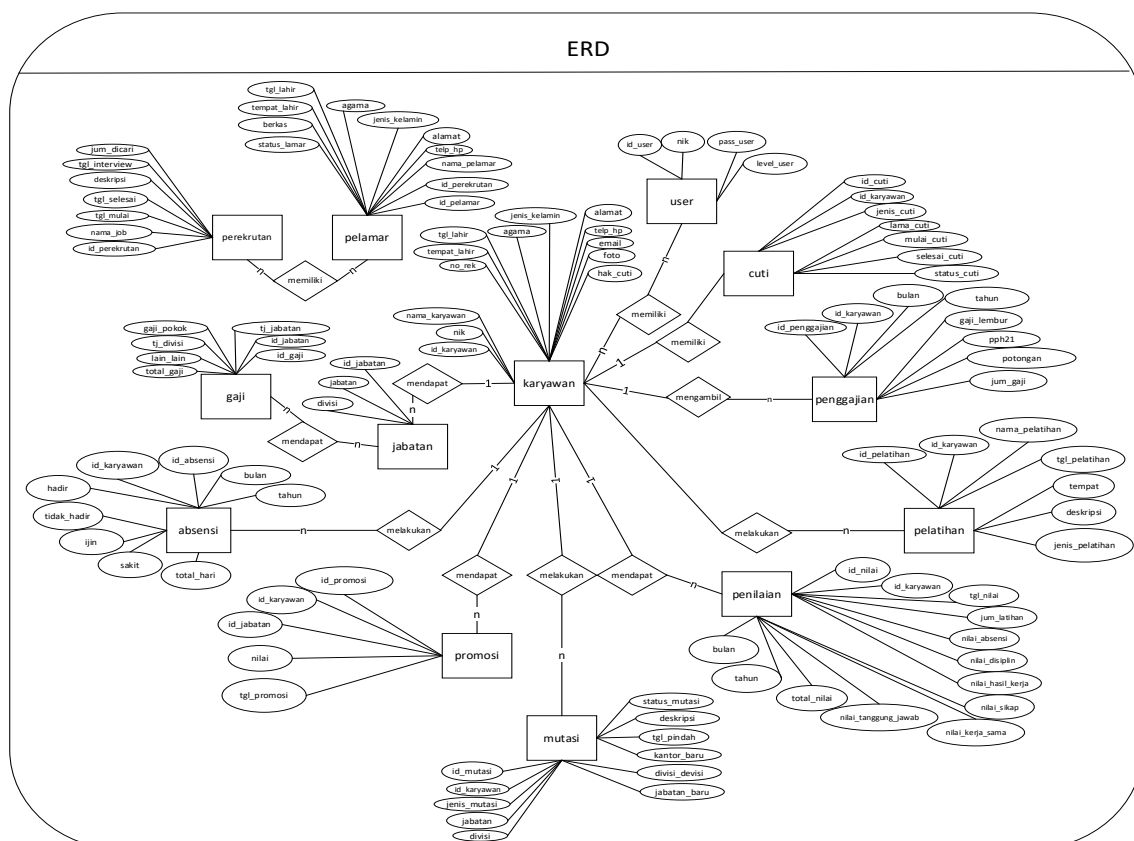 ERD
jum_dicari
tgl_interview
deskripsi
tgl_selesai
tgl_mulai
nama_job
id_perekrutan
perekrutan
n
memiliki
n
tgl_lahir
tempat_lahir
berkas
status_lamar
agama
jenis_kelamin
alamat
telp_hp
nama_pelamar
id_perekrutan
id_pelamar
pelamar
id_user
nik
pass_user
level_user
user
n
memiliki
n
id_cuti
id_karyawan
jenis_cuti
lama_cuti
mulai_cuti
selesai_cuti
status_cuti
cuti
memiliki
1
jenis_kelamin
agama
tgl_lahir
tempat_lahir
no_rek
alamat
telp_hp
email
foto
hak_cuti
nama_karyawan
nik
id_karyawan
karyawan
gaji_pokok
tj_divisi
lain_lain
total_gaji
tj_jabatan
id_jabatan
id_gaji
gaji
n
mendapat
n
id_jabatan
jabatan
divisi
jabatan
n
mendapat
1
1
mengambil
n
id_penggajian
id_karyawan
bulan
tahun
gaji_lembur
pph21
potongan
jum_gaji
penggajian
id_pelatihan
id_karyawan
nama_pelatihan
tgl_pelatihan
tempat
deskripsi
jenis_pelatihan
pelatihan
melakukan
n
id_karyawan
id_absensi
bulan
tahun
hadir
tidak_hadir
ijin
sakit
total_hari
absensi
n
melakukan
1
1
mendapat
n
id_promosi
id_karyawan
id_jabatan
nilai
tgl_promosi
promosi
1
melakukan
n
1
mendapat
n
id_nilai
id_karyawan
tgl_nilai
jum_latihan
nilai_absensi
nilai_disiplin
nilai_hasil_kerja
nilai_sikap
nilai_kerja_sama
nilai_tanggung_jawab
total_nilai
tahun
bulan
penilaian
status_mutasi
deskripsi
tgl_pindah
kantor_baru
divisi_devisi
jabatan_baru
mutasi
id_mutasi
id_karyawan
jenis_mutasi
jabatan
divisi